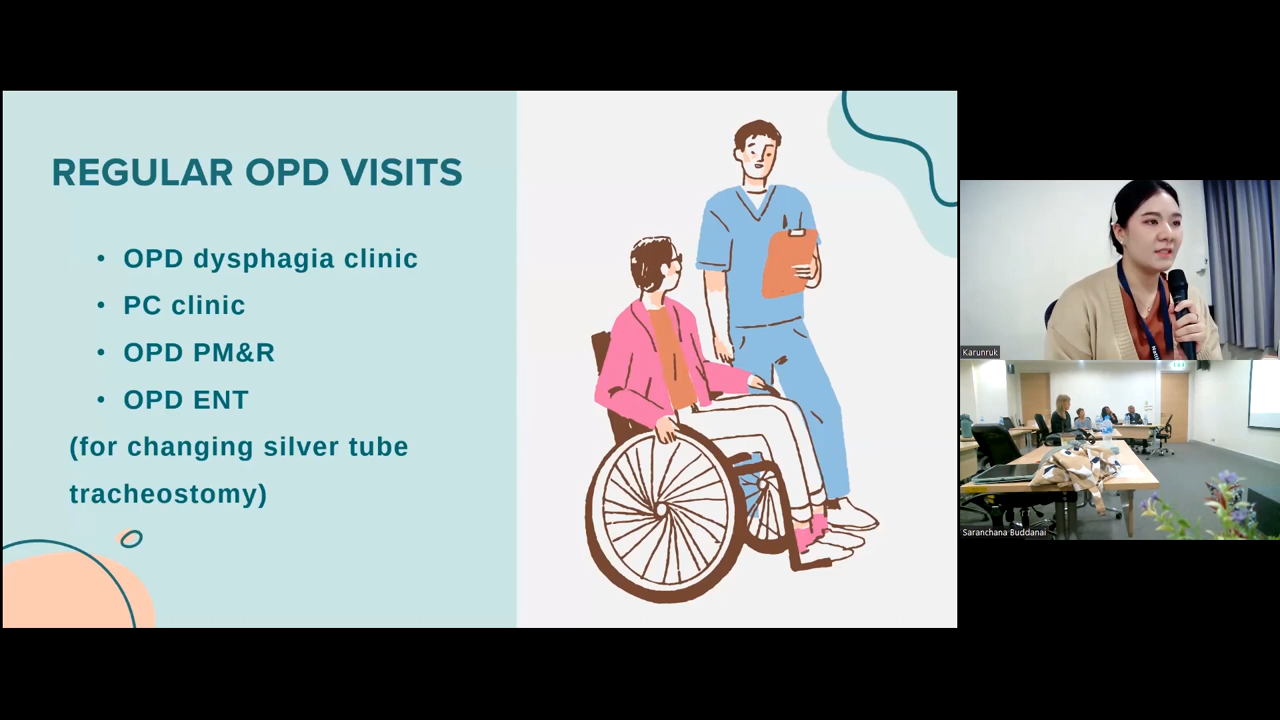 REGULAR OPD VISITS
• OPD dysphagia clinic
• PC clinic
• OPD PM&R
• OPD ENT
(for changing silver tube
tracheostomy)
Karunruk
Saranchana Buddanai